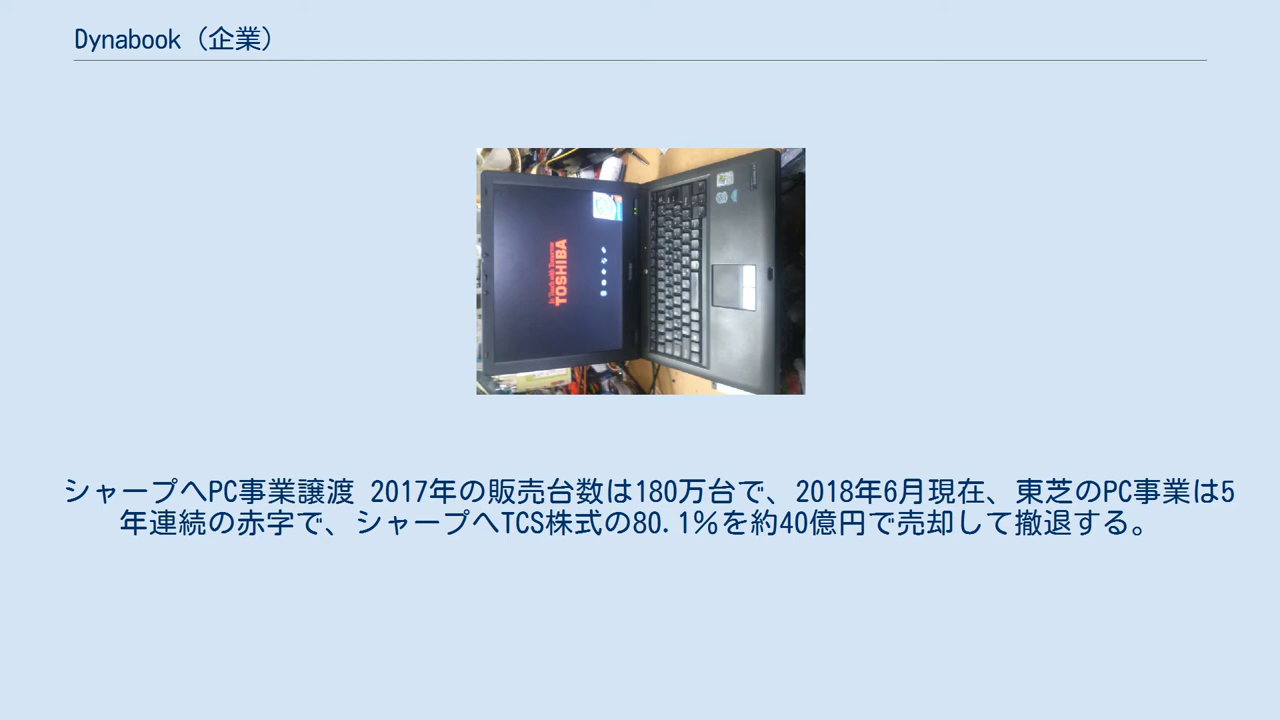 Dynabook（企業）
TOSHIBA
シャープへPC事業譲渡 2017年の販売台数は180万台で、2018年6月現在、東芝のPC事業は5
年連続の赤字で、シャープへTCS株式の80.1％を約40億円で売却して撤退する。